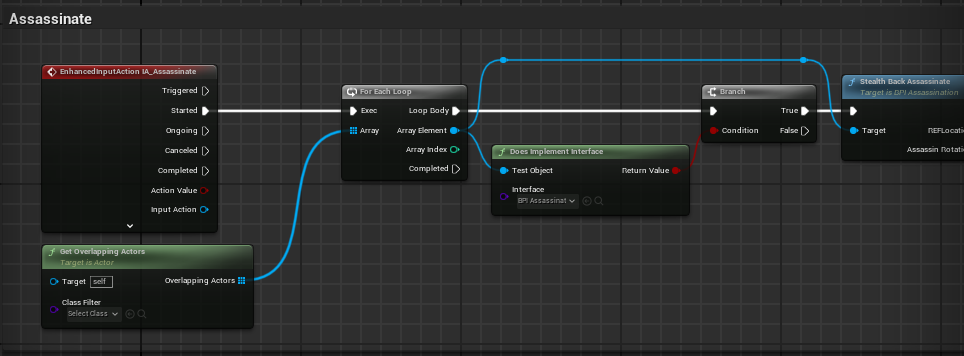 Assassinate
EnhancedInputAction IA_Assassinate
Triggered
Started
Ongoing
Canceled
Completed
Action Value
Input Action
Get Overlapping Actors
Target is Actor
Target self
Overlapping Actors
Class Filter
Select Class
For Each Loop
Exec
Loop Body
Array
Array Element
Array Index
Completed
Does Implement Interface
Test Object
Return Value
Interface
BPI Assassinat
Branch
True
Condition
False
Stealth Back Assassinate
Target is BPI Assassination
Target
REFLocatio
Assassin Rotati